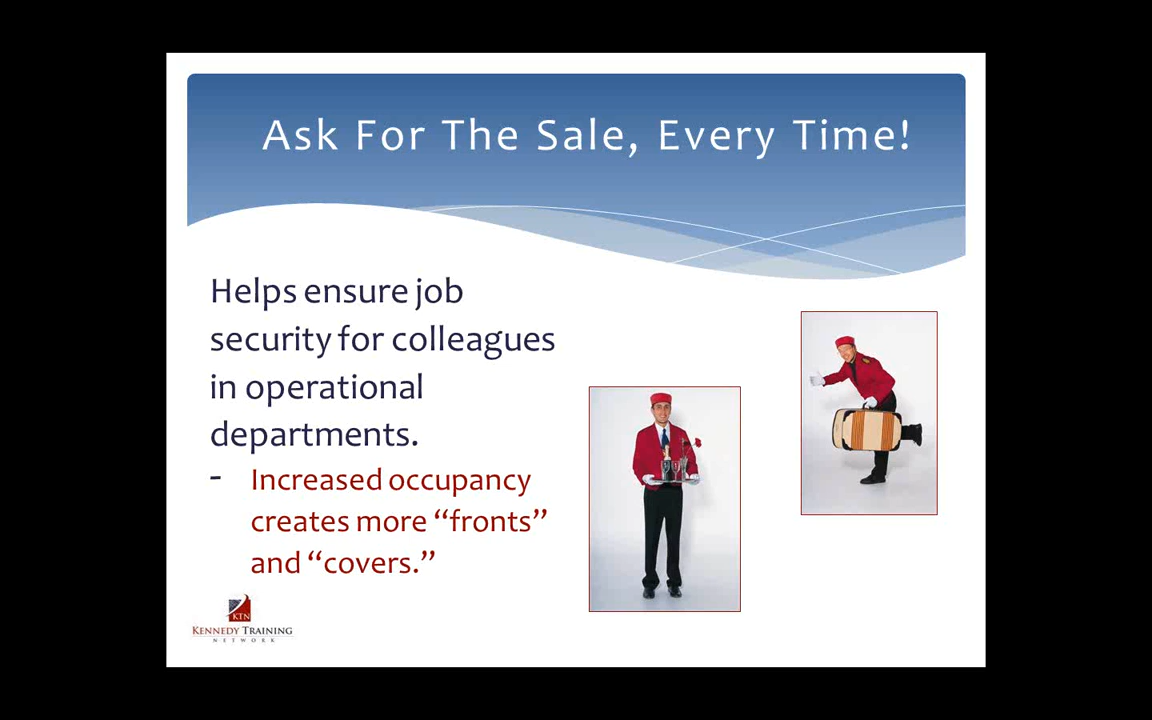 Ask For The Sale, Every Time!
Helps ensure job
security for colleagues
in operational
departments.
- Increased occupancy
creates more “fronts”
and “covers.”
KTN
KENNEDY TRAINING
NETWORK